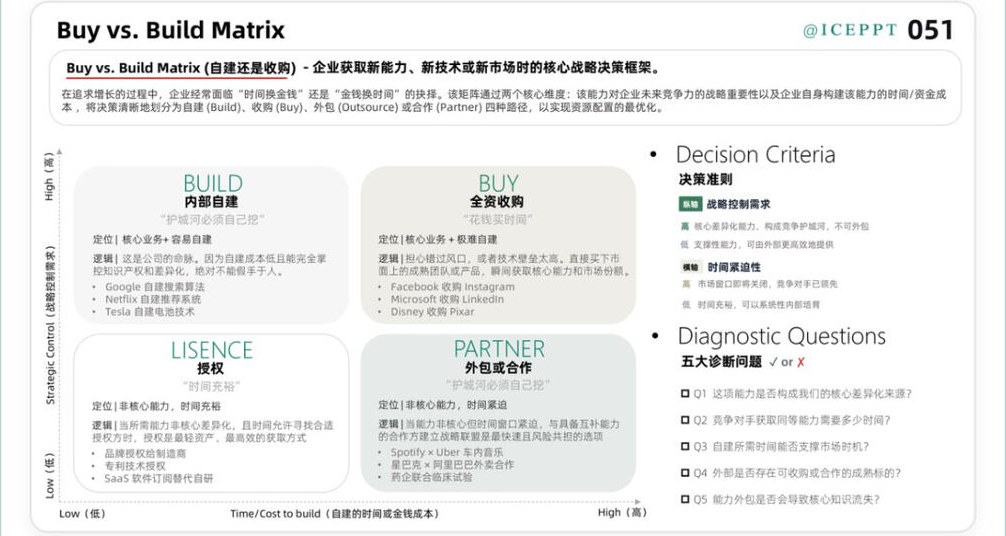 Buy vs. Build Matrix
@ICEPPT 051
Buy vs. Build Matrix (自建还是收购) - 企业获取新能力、新技术或新市场时的核心战略决策框架。
在追求增长的过程中，企业经常面临“时间换金钱” 还是 “金钱换时间” 的抉择。该矩阵通过两个核心维度：该能力对企业未来竞争力的战略重要性以及企业自身构建该能力的时间/资金成
本 ，将决策清晰地划分为自建 (Build)、收购 (Buy)、外包 (Outsource) 或合作 (Partner) 四种路径，以实现资源配置的最优化。
High（高）
Strategic Control (战略控制需求)
Low（低）
BUILD
内部自建
“护城河必须自己挖”
定位| 核心业务+ 容易自建
逻辑| 这是公司的命脉。因为自建成本低且能完全掌
控知识产权和差异化，绝对不能假手于人。
• Google 自建搜索算法
• Netflix 自建推荐系统
• Tesla 自建电池技术
BUY
全资收购
“花钱买时间”
定位| 核心业务 + 极难自建
逻辑| 担心错过风口，或者技术壁垒太高。直接买下市
面上的成熟团队或产品，瞬间获取核心能力和市场份额。
• Facebook 收购 Instagram
• Microsoft 收购 LinkedIn
• Disney 收购 Pixar
LISENCE
授权
“时间充裕”
定位|非核心能力，时间充裕
逻辑| 当所需能力非核心差异化，且时间允许寻找合适
授权方时，授权是最轻资产，最高效的获取方式
• 品牌授权给制造商
• 专利技术授权
• SaaS 软件订阅替代自研
PARTNER
外包或合作
“护城河必须自己挖”
定位|非核心能力，时间紧迫
逻辑| 当能力非核心但时间窗口紧迫，与具备互补能力
的合作方建立战略联盟是最快速且风险共担的选项
• Spotify × Uber 车内音乐
• 星巴克 × 阿里巴巴外卖合作
• 药企联合临床试验
Low（低）
Time/Cost to build（自建的时间或金钱成本）
High（高）
• Decision Criteria
决策准则
纵轴 战略控制需求
高 核心差异化能力，构成竞争护城河，不可外包
低 支撑性能力，可由外部更高效地提供
横轴 时间紧迫性
高 市场窗口即将关闭，竞争对手已领先
低 时间充裕，可以系统性内部培育
• Diagnostic Questions
五大诊断问题 ✓ or ✗
Q1 这项能力是否构成我们的核心差异化来源?
Q2 竞争对手获取同等能力需要多少时间?
Q3 自建所需时间能否支撑市场时机?
Q4 外部是否存在可收购或合作的成熟标的?
Q5 能力外包是否会导致核心知识流失?